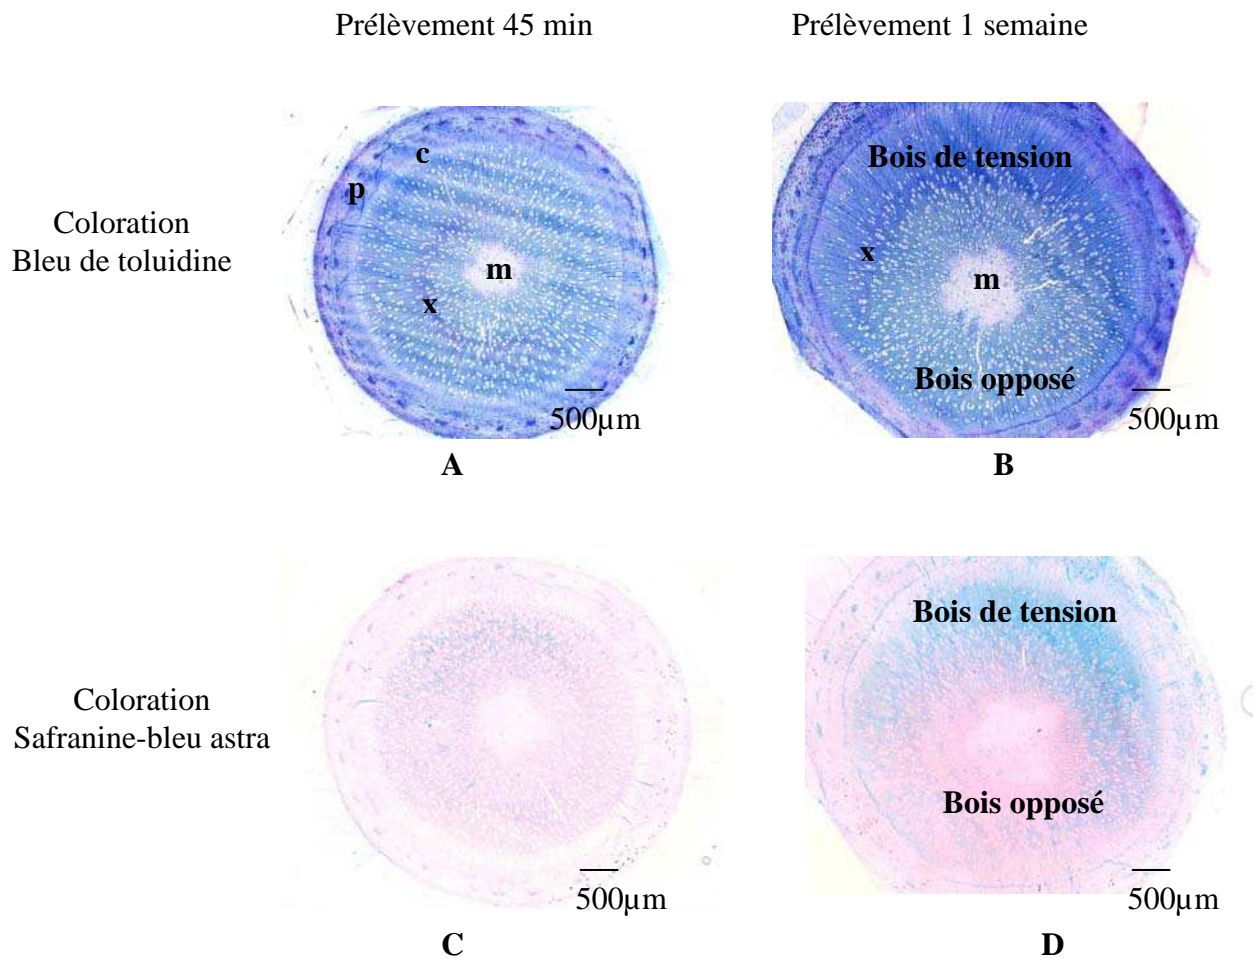 Prélèvement 45 min
Prélèvement 1 semaine
Coloration
Bleu de toluidine
c
p
m
x
500µm
A
Bois de tension
x
m
Bois opposé
500µm
B
Coloration
Safranine-bleu astra
500µm
C
Bois de tension
Bois opposé
500µm
D